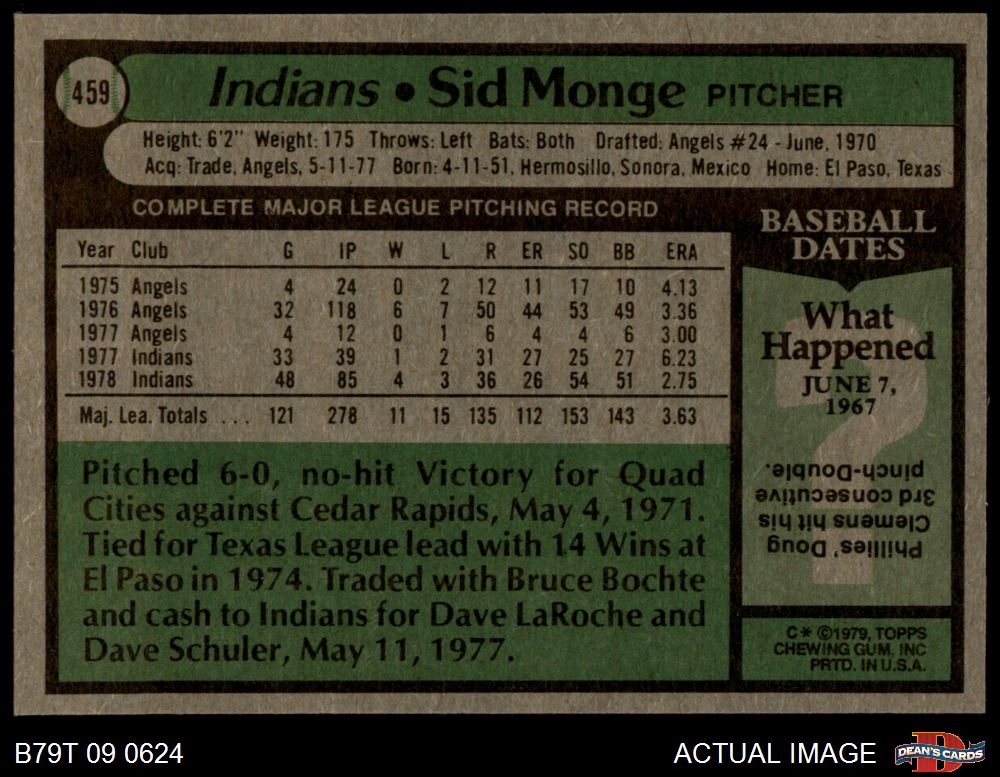 459
Indians • Sid Monge PITCHER
Height: 6'2" Weight: 175 Throws: Left Bats: Both Drafted: Angels #24 - June, 1970
Acq: Trade, Angels, 5-11-77 Born: 4-11-51, Hermosillo, Sonora, Mexico Home: El Paso, Texas
COMPLETE MAJOR LEAGUE PITCHING RECORD
Year Club G IP W L R ER SO BB ERA
1975 Angels 4 24 0 2 12 11 17 10 4.13
1976 Angels 32 118 6 7 50 44 53 49 3.36
1977 Angels 4 12 0 1 6 4 4 6 3.00
1977 Indians 33 39 1 2 31 27 25 27 6.23
1978 Indians 48 85 4 3 36 26 54 51 2.75
Maj. Lea. Totals ... 121 278 11 15 135 112 153 143 3.63
Pitched 6-0, no-hit Victory for Quad
Cities against Cedar Rapids, May 4, 1971.
Tied for Texas League lead with 14 Wins at
El Paso in 1974. Traded with Bruce Bochte
and cash to Indians for Dave LaRoche and
Dave Schuler, May 11, 1977.
BASEBALL
DATES
What
Happened
JUNE 7,
1967
?
Phillies' Doug
Clemens hit his
3rd consecutive
pinch-Double.
C* ©1979, TOPPS
CHEWING GUM, INC
PRTD. IN U.S.A.
B79T 09 0624
ACTUAL IMAGE
D
DEAN'S CARDS